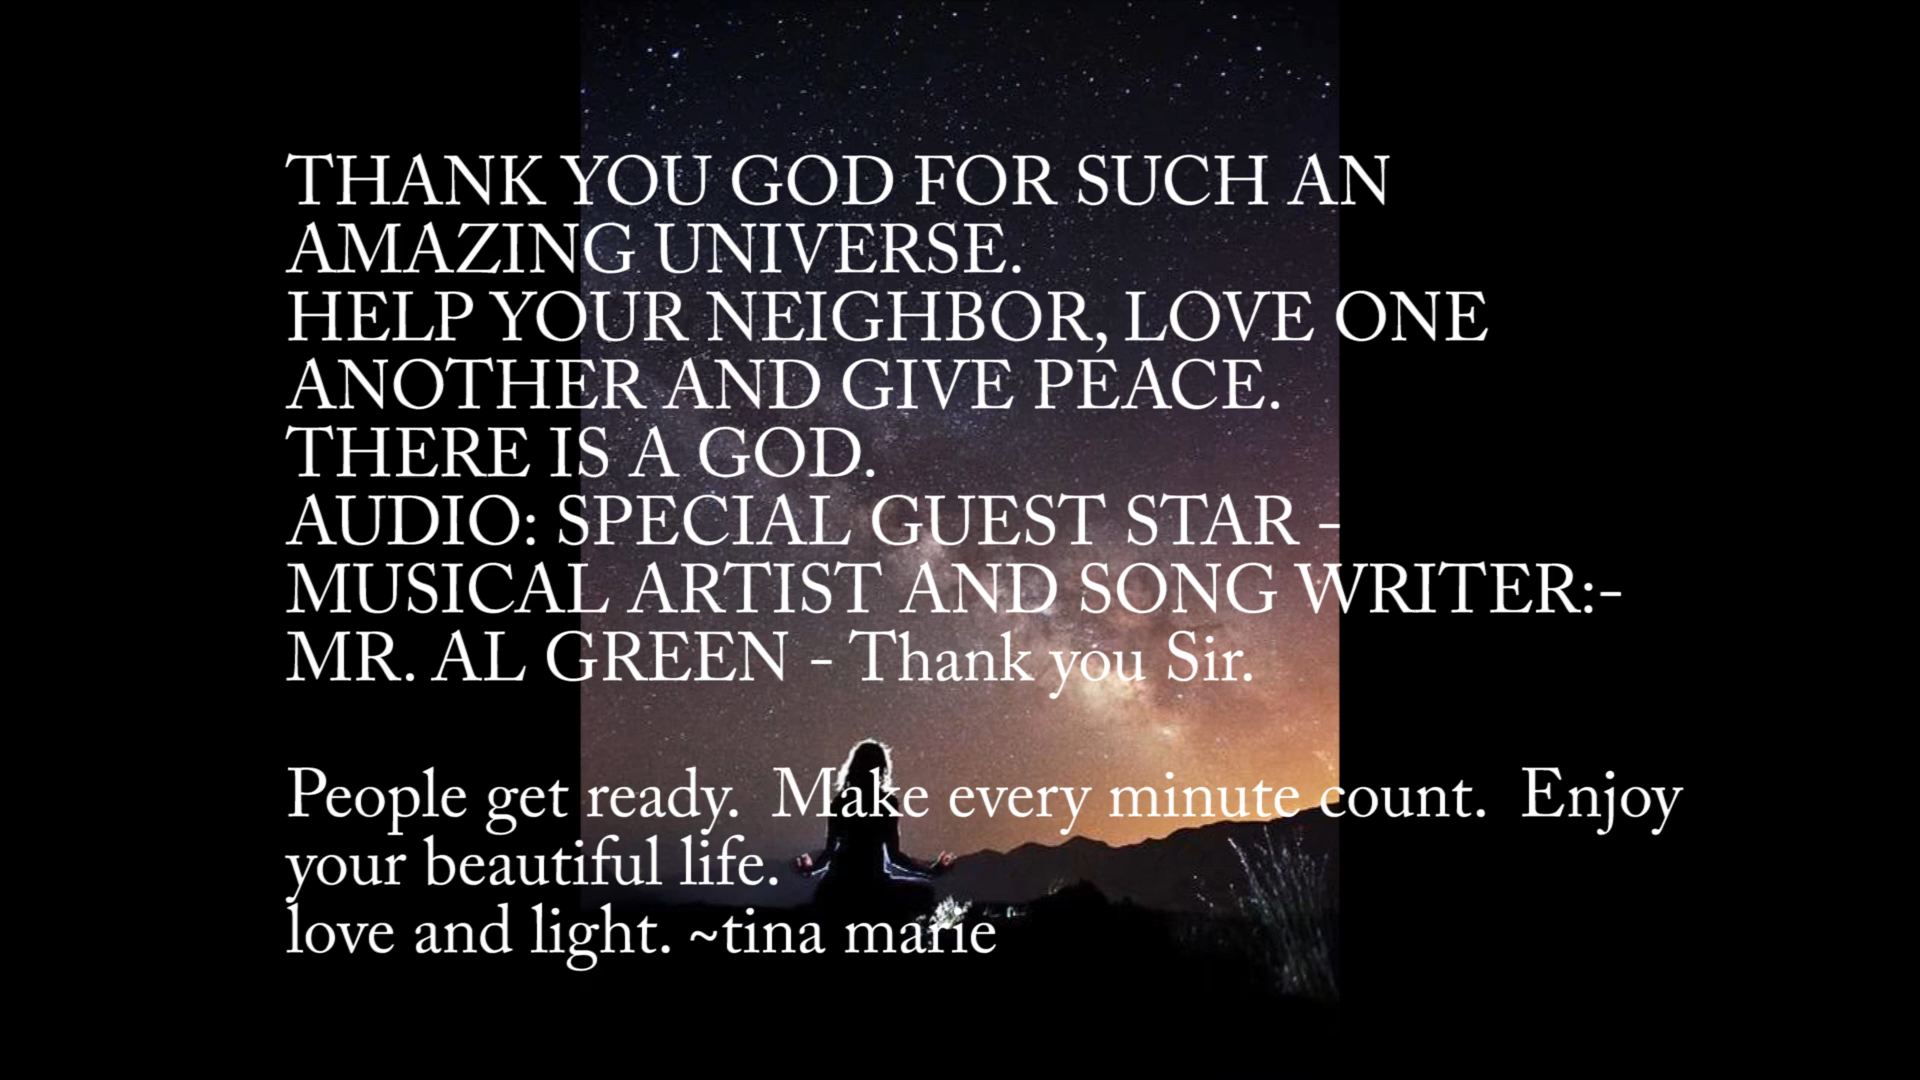 THANK YOU GOD FOR SUCH AN
AMAZING UNIVERSE.
HELP YOUR NEIGHBOR, LOVE ONE
ANOTHER AND GIVE PEACE.
THERE IS A GOD.
AUDIO: SPECIAL GUEST STAR -
MUSICAL ARTIST AND SONG WRITER:-
MR. AL GREEN - Thank you Sir.
People get ready.  Make every minute count.  Enjoy
your beautiful life.
love and light. ~tina marie